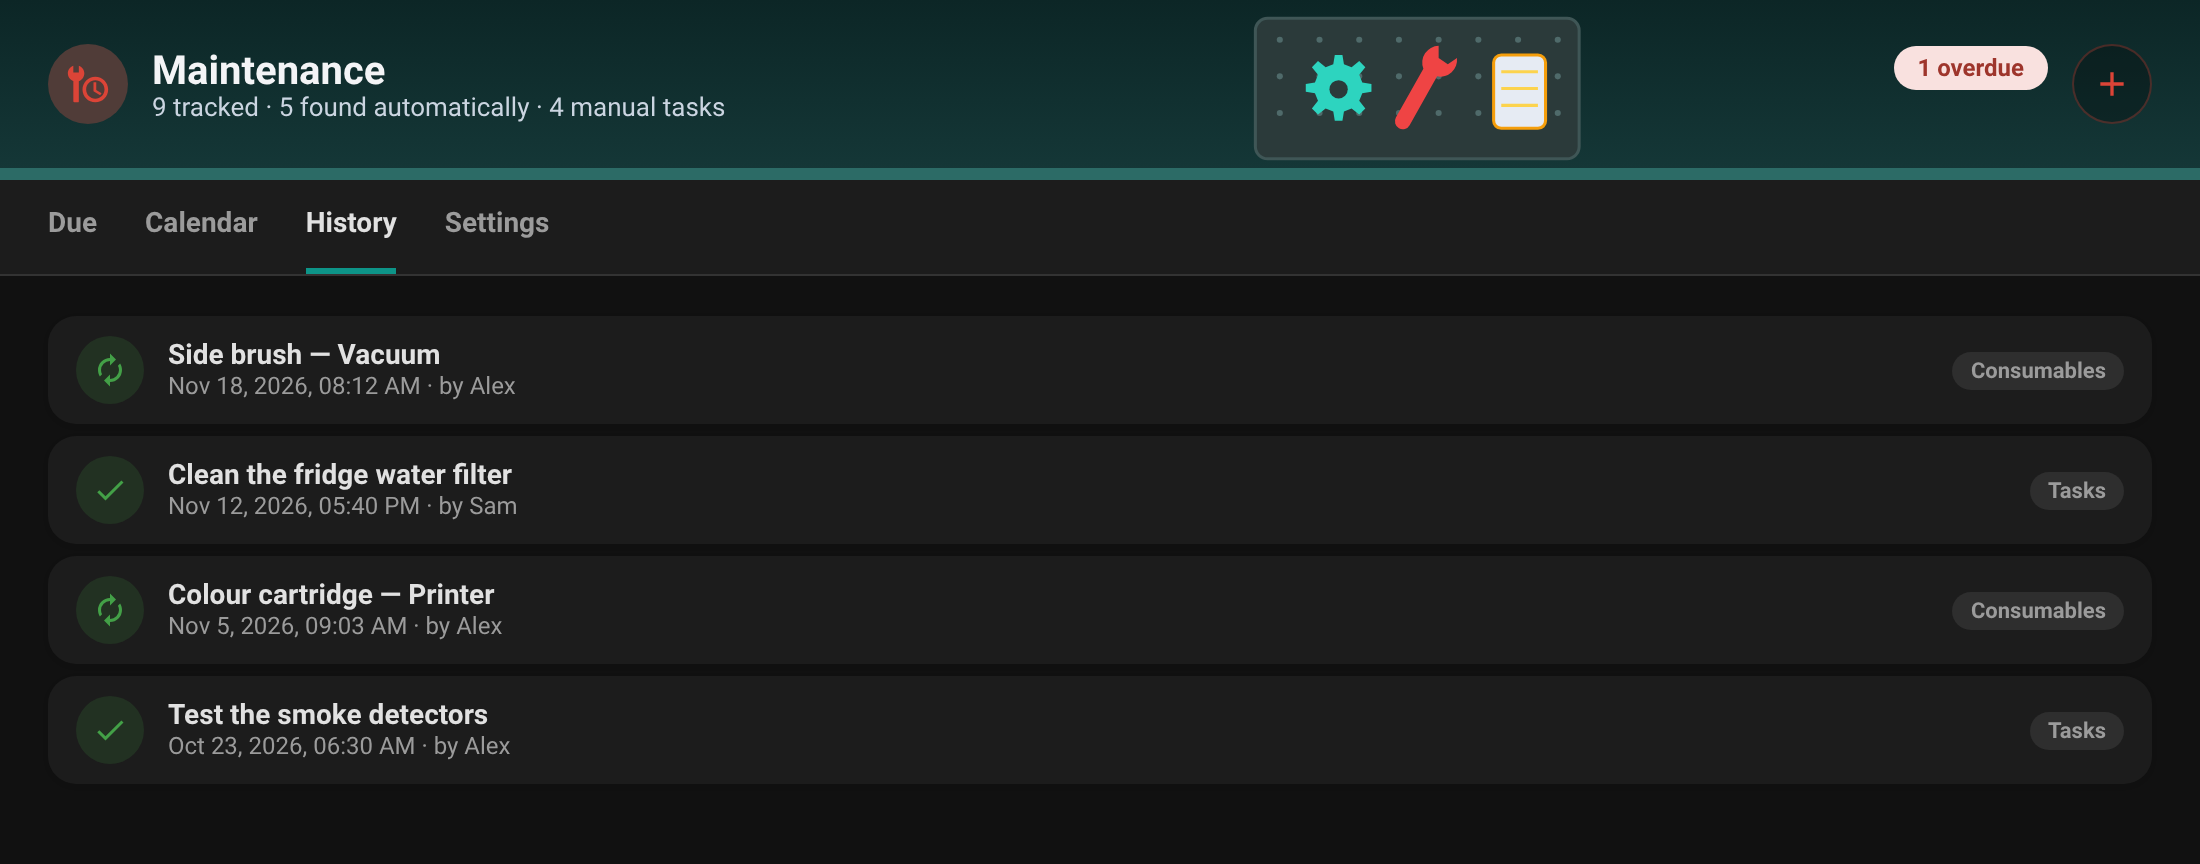 Maintenance
9 tracked · 5 found automatically · 4 manual tasks
1 overdue
Due
Calendar
History
Settings
Side brush — Vacuum
Nov 18, 2026, 08:12 AM · by Alex
Consumables
Clean the fridge water filter
Nov 12, 2026, 05:40 PM · by Sam
Tasks
Colour cartridge — Printer
Nov 5, 2026, 09:03 AM · by Alex
Consumables
Test the smoke detectors
Oct 23, 2026, 06:30 AM · by Alex
Tasks